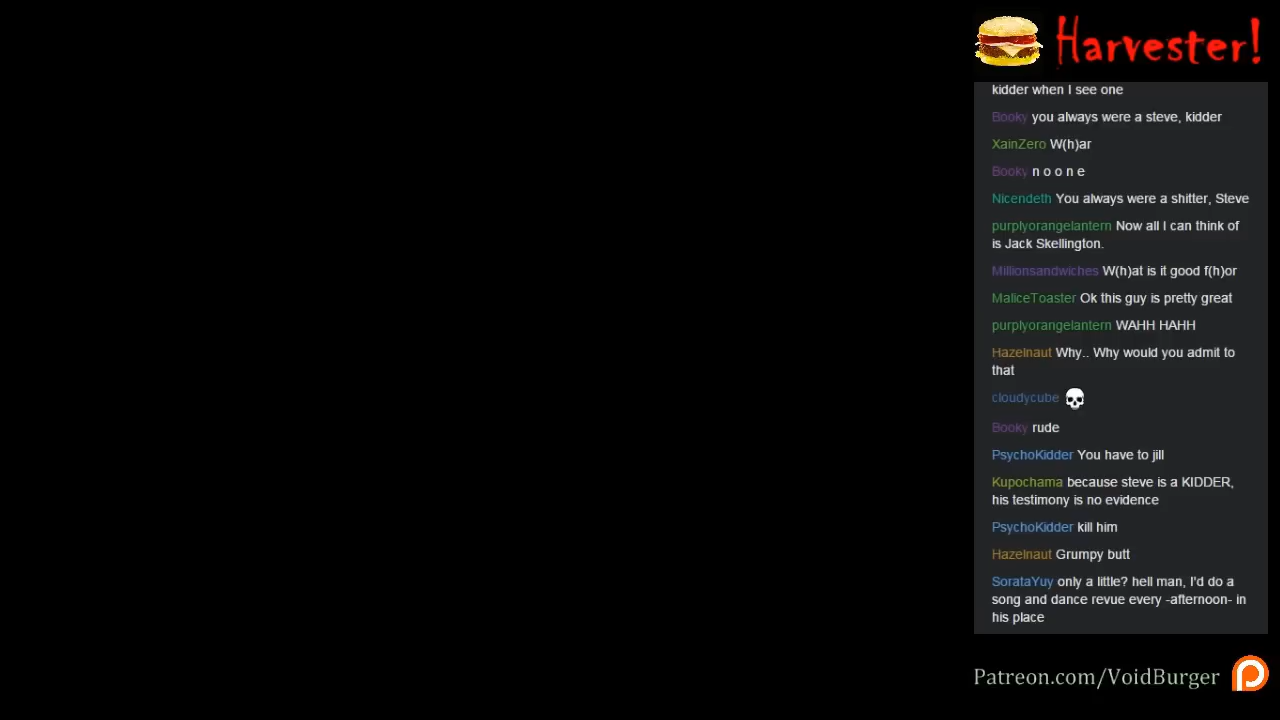 Harvester!
kidder when I see one
Booky you always were a steve, kidder
XainZero W(h)ar
Booky n o o n e
Nicendeth You always were a shitter, Steve
purplyorangelantern Now all I can think of
is Jack Skellington.
Millionsandwiches W(h)at is it good f(h)or
MaliceToaster Ok this guy is pretty great
purplyorangelantern WAHH HAHH
Hazelnaut Why.. Why would you admit to
that
cloudycube
Booky rude
PsychoKidder You have to jill
Kupochama because steve is a KIDDER,
his testimony is no evidence
PsychoKidder kill him
Hazelnaut Grumpy butt
SorataYuy only a little? hell man, I'd do a
song and dance revue every -afternoon- in
his place
Patreon.com/VoidBurger